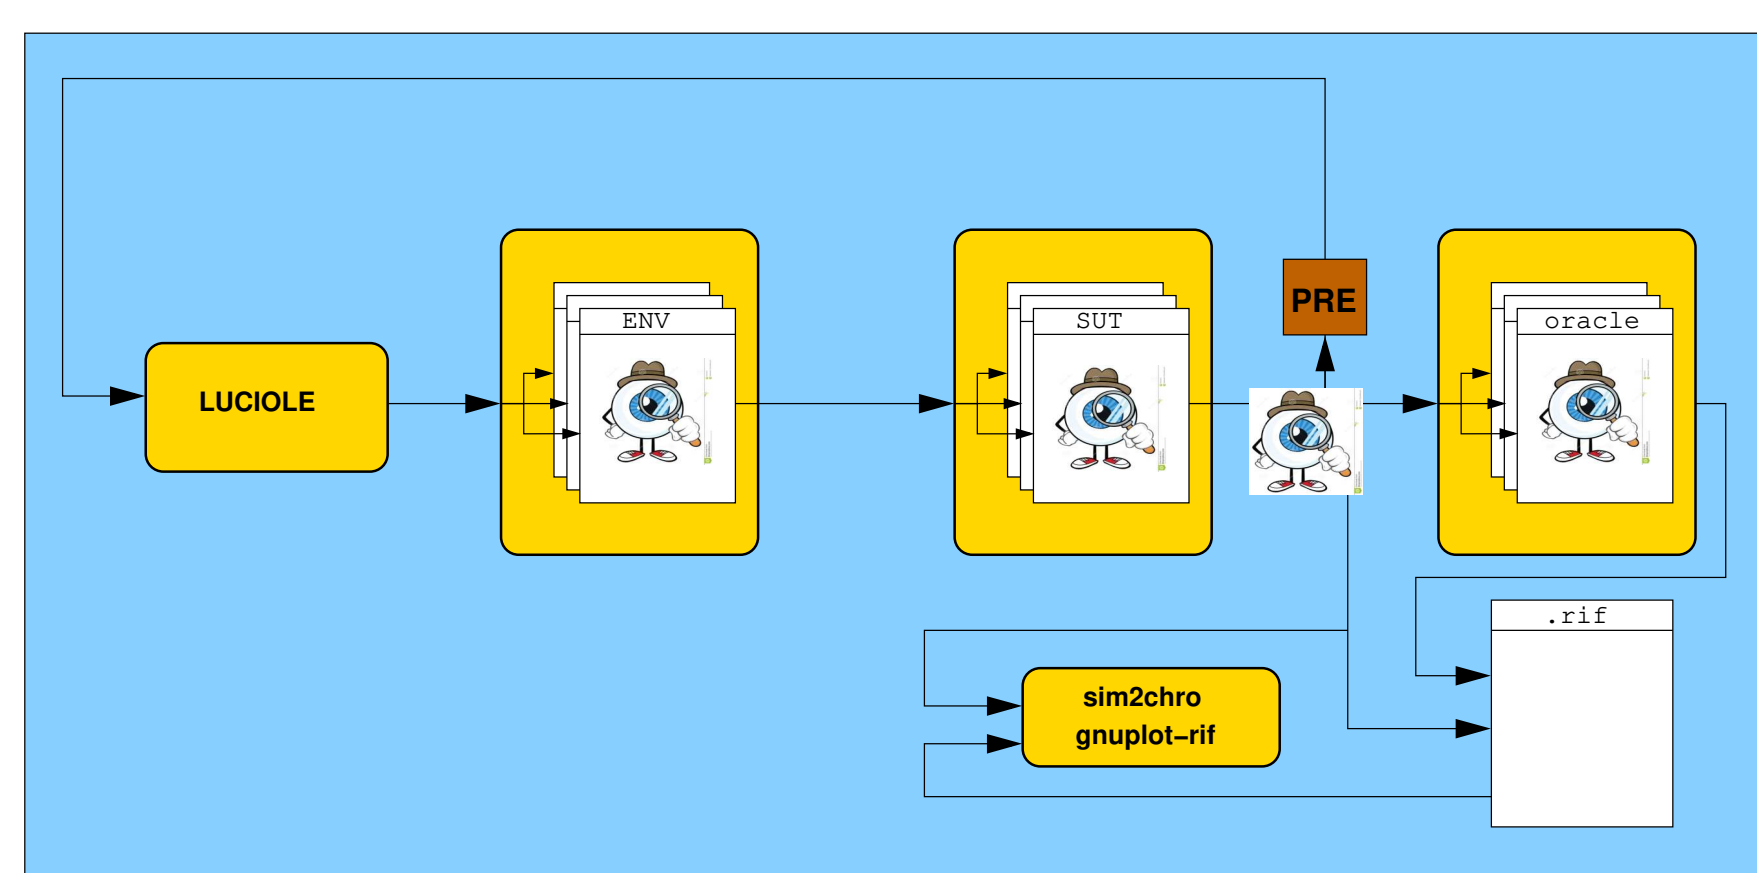 PRE
ENV
SUT
oracle
LUCIOLE
.rif
sim2chro
gnuplot–rif